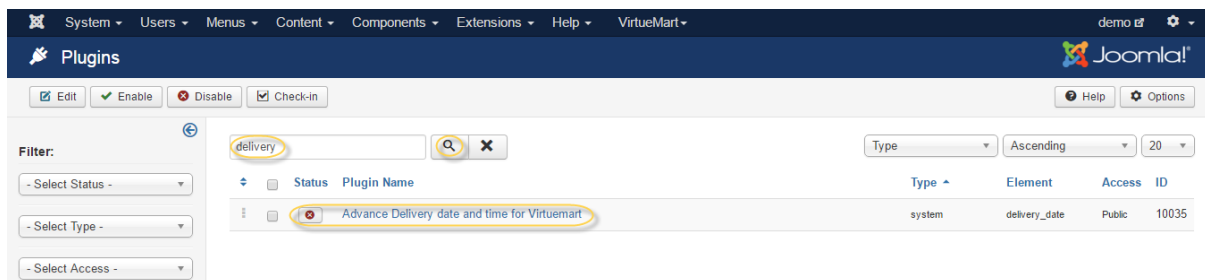 System Users Menus Content Components Extensions Help VirtueMart demo
Plugins Joomla!®
Edit Enable Disable Check-in Help Options
Filter:
delivery Type Ascending 20
- Select Status -
Status Plugin Name Type Element Access ID
Advance Delivery date and time for Virtuemart system delivery_date Public 10035
- Select Type -
- Select Access -